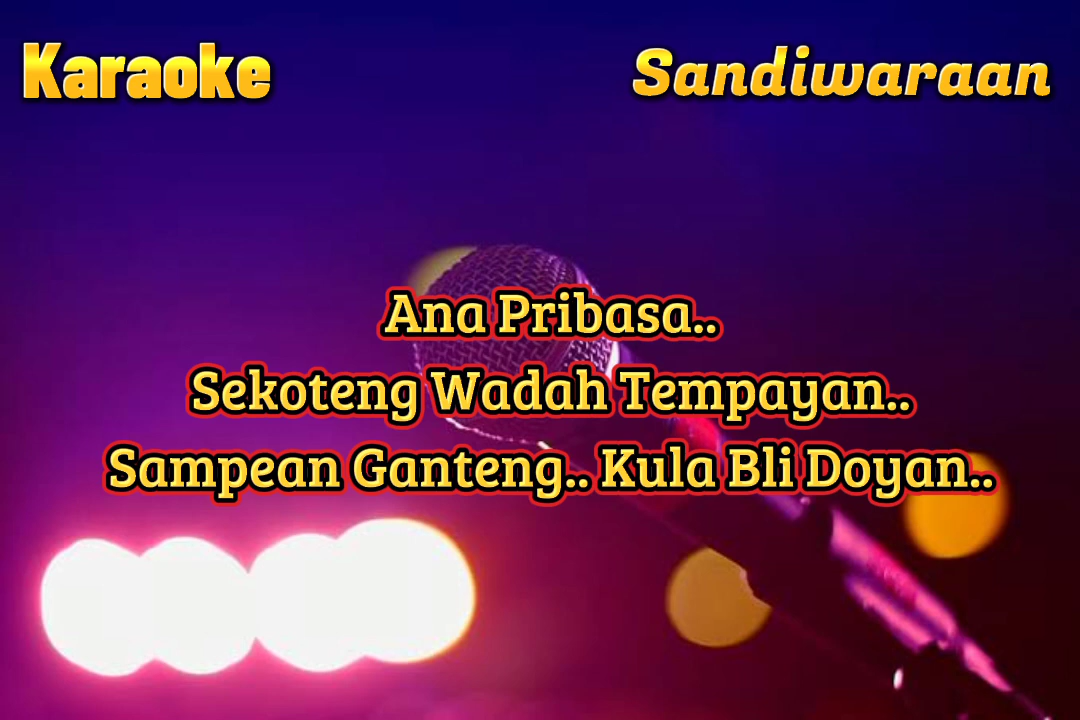 Karaoke
Sandiwaraan
Ana Pribasa..
Sekoteng Wadah Tempayan..
Sampean Ganteng.. Kula Bli Doyan..